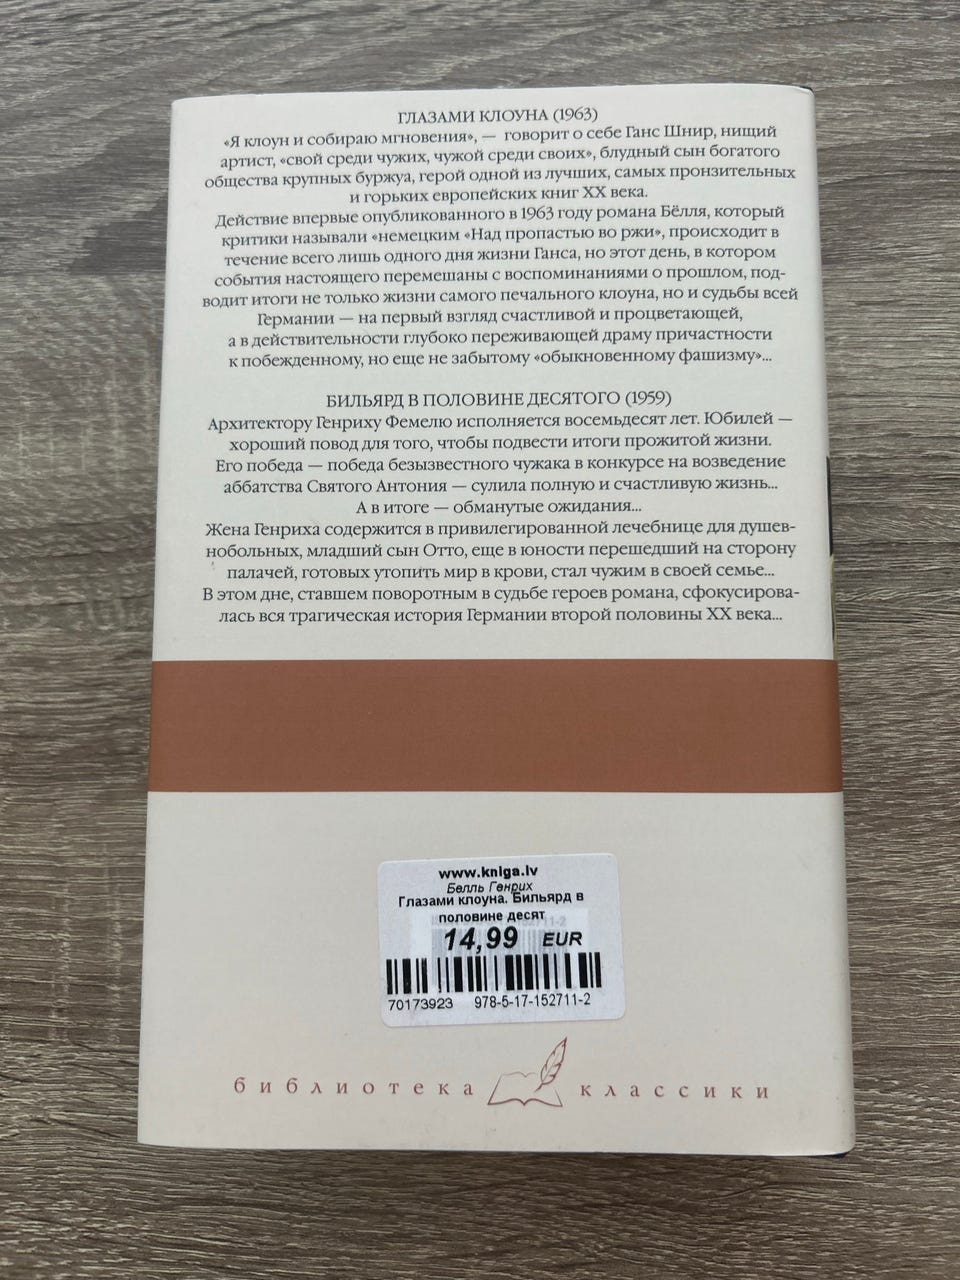 ГЛАЗАМИ КЛОУНА (1963)
«Я клоун и собираю мгновения», — говорит о себе Ганс Шнир, нищий
артист, «свой среди чужих, чужой среди своих», блудный сын богатого
общества крупных буржуа, герой одной из лучших, самых пронзительных
и горьких европейских книг XX века.
Действие впервые опубликованного в 1963 году романа Бёлля, который
критики называли «немецким «Над пропастью во ржи», происходит в
течение всего лишь одного дня жизни Ганса, но этот день, в котором
события настоящего перемешаны с воспоминаниями о прошлом, под-
водит итоги не только жизни самого печального клоуна, но и судьбы всей
Германии — на первый взгляд счастливой и процветающей,
а в действительности глубоко переживающей драму причастности
к побежденному, но еще не забытому «обыкновенному фашизму»...
БИЛЬЯРД В ПОЛОВИНЕ ДЕСЯТОГО (1959)
Архитектору Генриху Фемелю исполняется восемьдесят лет. Юбилей —
хороший повод для того, чтобы подвести итоги прожитой жизни.
Его победа — победа безызвестного чужака в конкурсе на возведение
аббатства Святого Антония — сулила полную и счастливую жизнь...
А в итоге — обманутые ожидания...
Жена Генриха содержится в привилегированной лечебнице для душев-
нобольных, младший сын Отто, еще в юности перешедший на сторону
палачей, готовых утопить мир в крови, стал чужим в своей семье...
В этом дне, ставшем поворотным в судьбе героев романа, сфокусирова-
лась вся трагическая история Германии второй половины XX века...
www.kniga.lv
Белль Генрих
Глазами клоуна. Бильярд в
половине десят
14,99 EUR
70173923 978-5-17-152711-2
библиотека классики